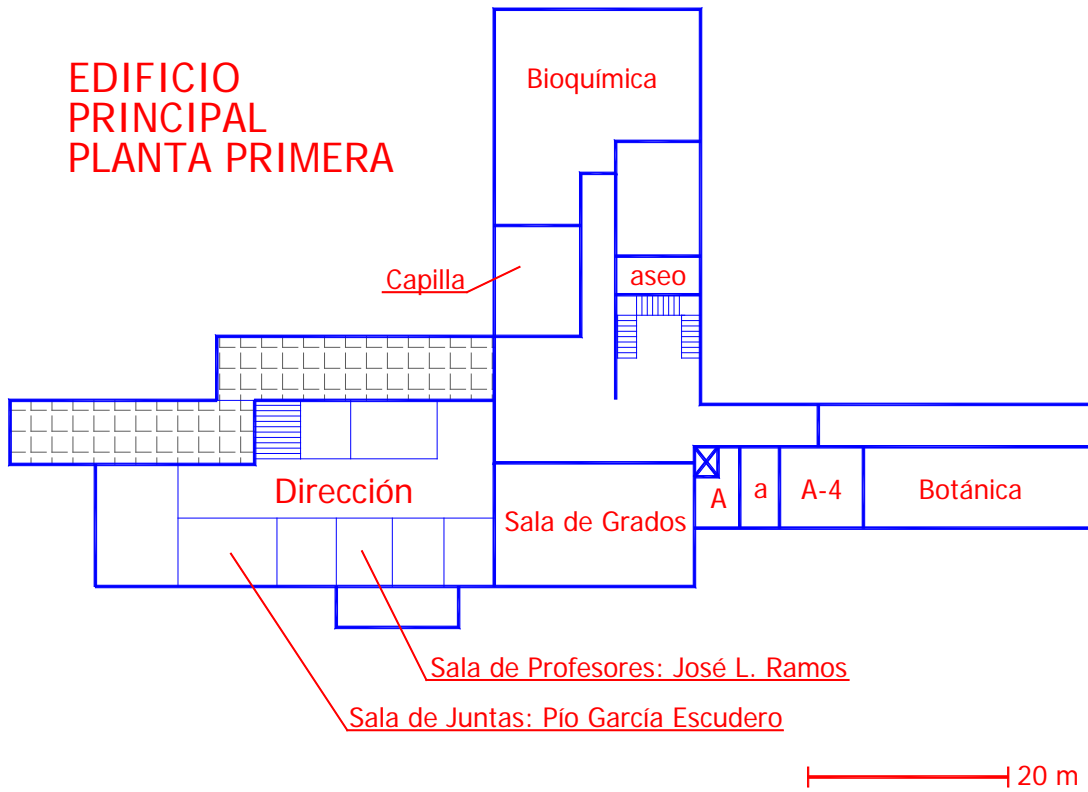 EDIFICIO
PRINCIPAL
PLANTA PRIMERA
Bioquímica
Capilla
aseo
Dirección
Sala de Grados
A
a
A-4
Botánica
Sala de Profesores: José L. Ramos
Sala de Juntas: Pío García Escudero
20 m